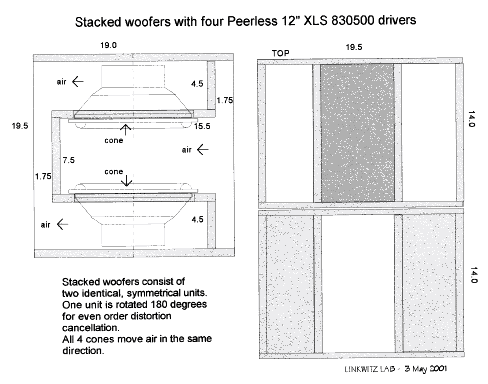 Stacked woofers with four Peerless 12" XLS 830500 drivers
19.0
air
4.5
1.75
19.5
15.5
cone
air
7.5
cone
1.75
air
4.5
Stacked woofers consist of
two identical, symmetrical units.
One unit is rotated 180 degrees
for even order distortion
cancellation.
All 4 cones move air in the same
direction.
TOP
19.5
14.0
14.0
LINKWITZ LAB - 3 May 2001